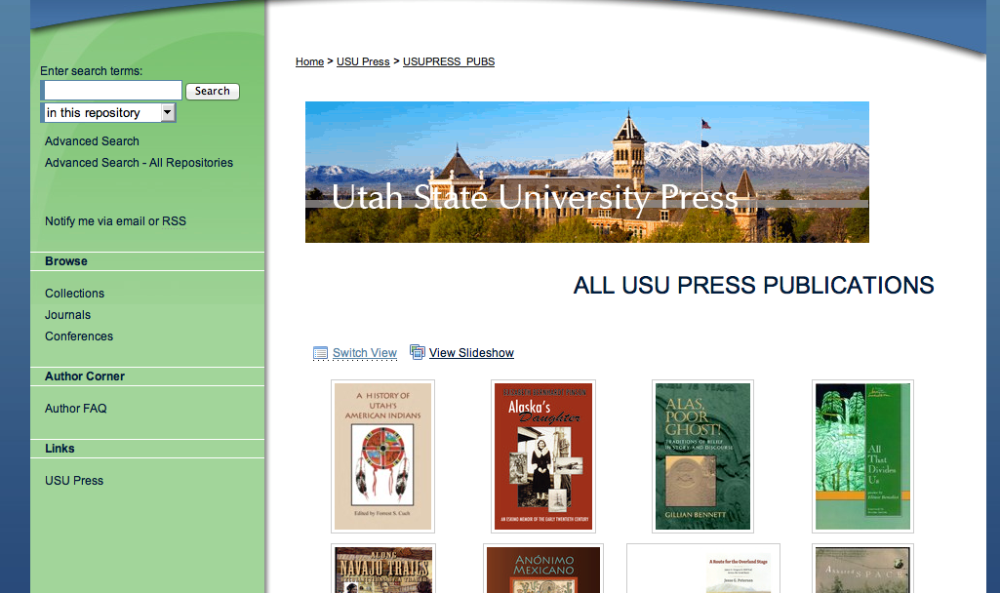 Enter search terms:
Search
in this repository
Advanced Search
Advanced Search - All Repositories
Notify me via email or RSS
Browse
Collections
Journals
Conferences
Author Corner
Author FAQ
Links
USU Press
Home > USU Press > USUPRESS_PUBS
Utah State University Press
ALL USU PRESS PUBLICATIONS
Switch View
View Slideshow
A HISTORY OF
UTAH'S
AMERICAN INDIANS
Edited by Forrest S. Cuch
Alaska's
Daughter
AN ESKIMO MEMOIR OF THE EARLY TWENTIETH CENTURY
ALAS,
POOR
GHOST!
TRADITIONS OF BELIEF
IN STORY AND DISCOURSE
GILLIAN BENNETT
All
That
Divides
Us
ALONG
NAVAJO TRAILS
ANÓNIMO
MEXICANO
A Route for the Overland Stage
Jesse G. Petersen
SPACE